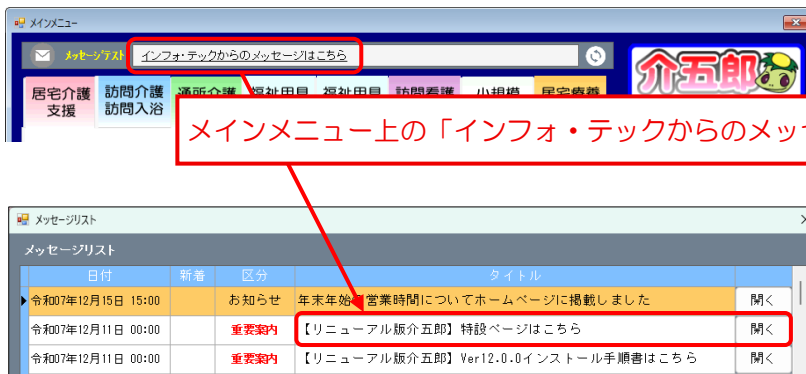 メインメニュー
メッセージテスト インフォ・テックからのメッセージはこちら
介五郎
居宅介護支援 訪問介護訪問入浴 通所介護 福祉用具 福祉用具 訪問看護 小規模 居宅療養
メインメニュー上の「インフォ・テックからのメッセ
メッセージリスト
メッセージリスト
日付 新着 区分 タイトル
令和07年12月15日 15:00 お知らせ 年末年始 営業時間についてホームページに掲載しました 開く
令和07年12月11日 00:00 重要案内 【リニューアル版介五郎】特設ページはこちら 開く
令和07年12月11日 00:00 重要案内 【リニューアル版介五郎】Ver12.0.0インストール手順書はこちら 開く